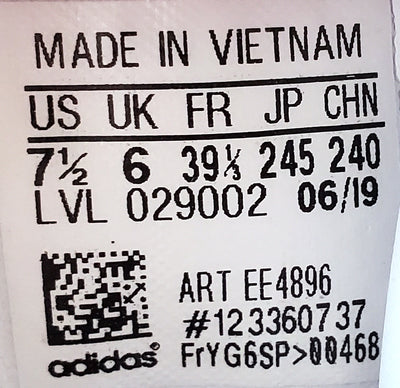 MADE IN VIETNAM
US UK FR JP CHN
7½ 6 39⅓ 245 240
LVL 029002 06/19
ART EE4896
#123360737
adidas® FrYG6SP>00468